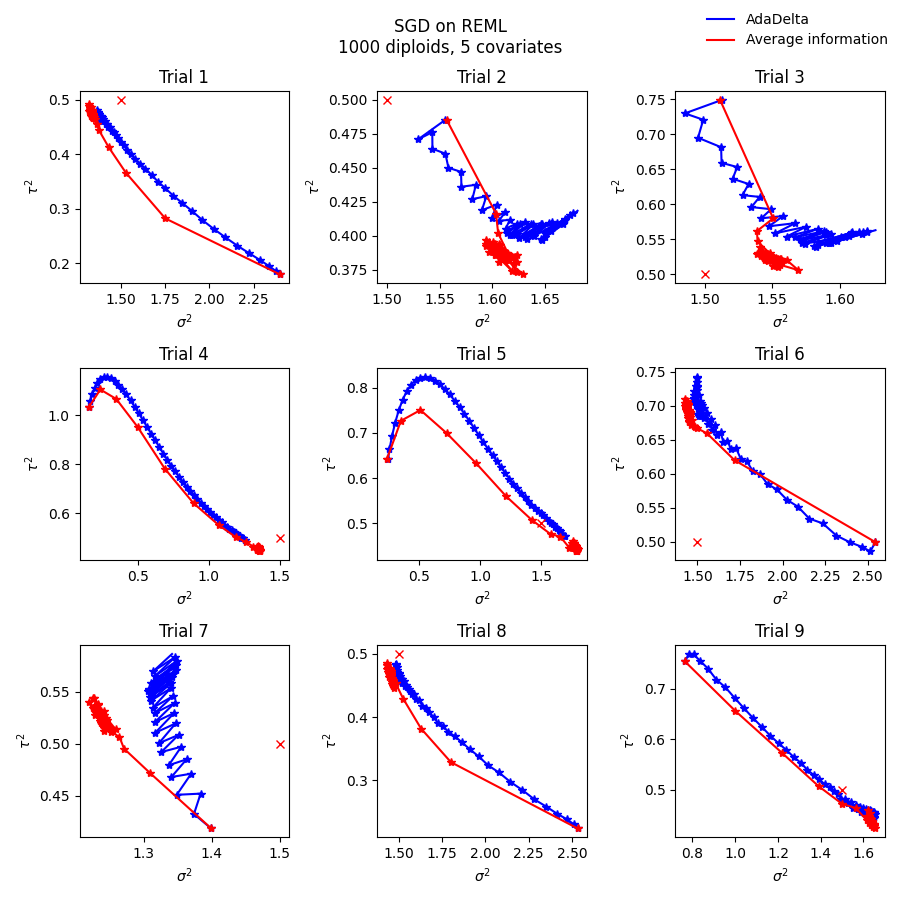 SGD on REML
1000 diploids, 5 covariates
AdaDelta
Average information
Trial 1
0.5
0.4
0.3
0.2
τ²
1.50 1.75 2.00 2.25
σ²
Trial 2
0.500
0.475
0.450
0.425
0.400
0.375
τ²
1.50 1.55 1.60 1.65
σ²
Trial 3
0.75
0.70
0.65
0.60
0.55
0.50
τ²
1.50 1.55 1.60
σ²
Trial 4
1.0
0.8
0.6
τ²
0.5 1.0 1.5
σ²
Trial 5
0.8
0.7
0.6
0.5
τ²
0.5 1.0 1.5
σ²
Trial 6
0.75
0.70
0.65
0.60
0.55
0.50
τ²
1.50 1.75 2.00 2.25 2.50
σ²
Trial 7
0.55
0.50
0.45
τ²
1.3 1.4 1.5
σ²
Trial 8
0.5
0.4
0.3
τ²
1.50 1.75 2.00 2.25 2.50
σ²
Trial 9
0.7
0.6
0.5
τ²
0.8 1.0 1.2 1.4 1.6
σ²